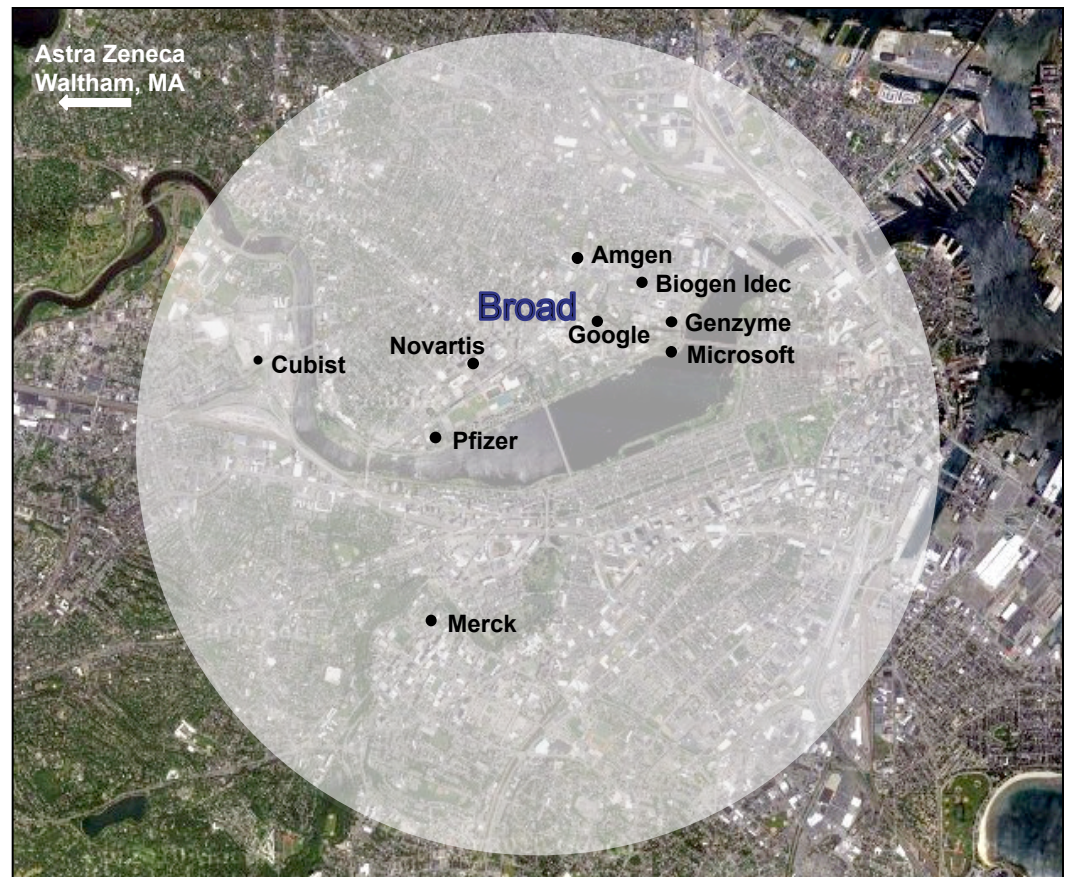 Astra Zeneca
Waltham, MA
Amgen
Biogen Idec
Broad
Genzyme
Google
Novartis
Microsoft
Cubist
Pfizer
Merck